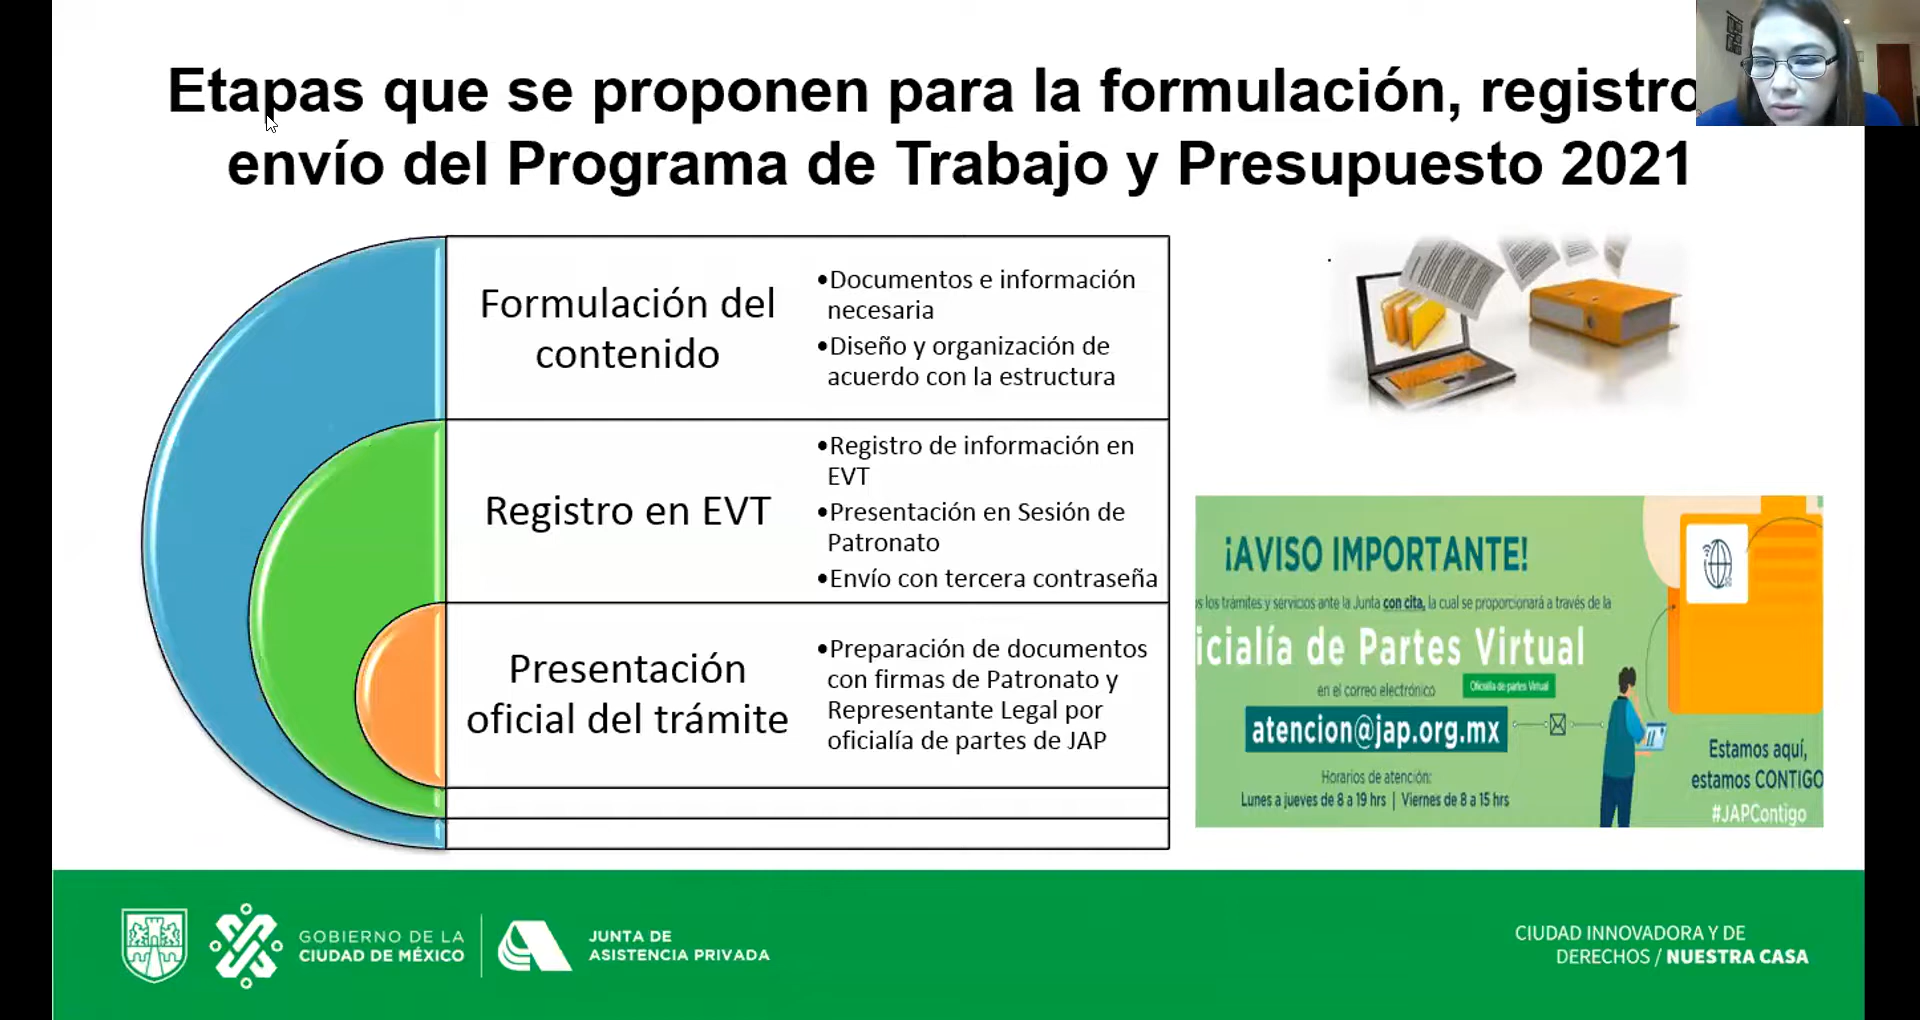 Etapas que se proponen para la formulación, registro
envío del Programa de Trabajo y Presupuesto 2021
Formulación del
contenido
•Documentos e información
necesaria
•Diseño y organización de
acuerdo con la estructura
Registro en EVT
•Registro de información en
EVT
•Presentación en Sesión de
Patronato
•Envío con tercera contraseña
Presentación
oficial del trámite
•Preparación de documentos
con firmas de Patronato y
Representante Legal por
oficialía de partes de JAP
¡AVISO IMPORTANTE!
s los trámites y servicios ante la Junta con cita, la cual se proporcionará a través de la
icialía de Partes Virtual
en el correo electrónico
Oficialía de partes Virtual
atencion@jap.org.mx
Horarios de atención:
Lunes a jueves de 8 a 19 hrs | Viernes de 8 a 15 hrs
Estamos aquí,
estamos CONTIGO
#JAPContigo
GOBIERNO DE LA
CIUDAD DE MÉXICO
JUNTA DE
ASISTENCIA PRIVADA
CIUDAD INNOVADORA Y DE
DERECHOS / NUESTRA CASA